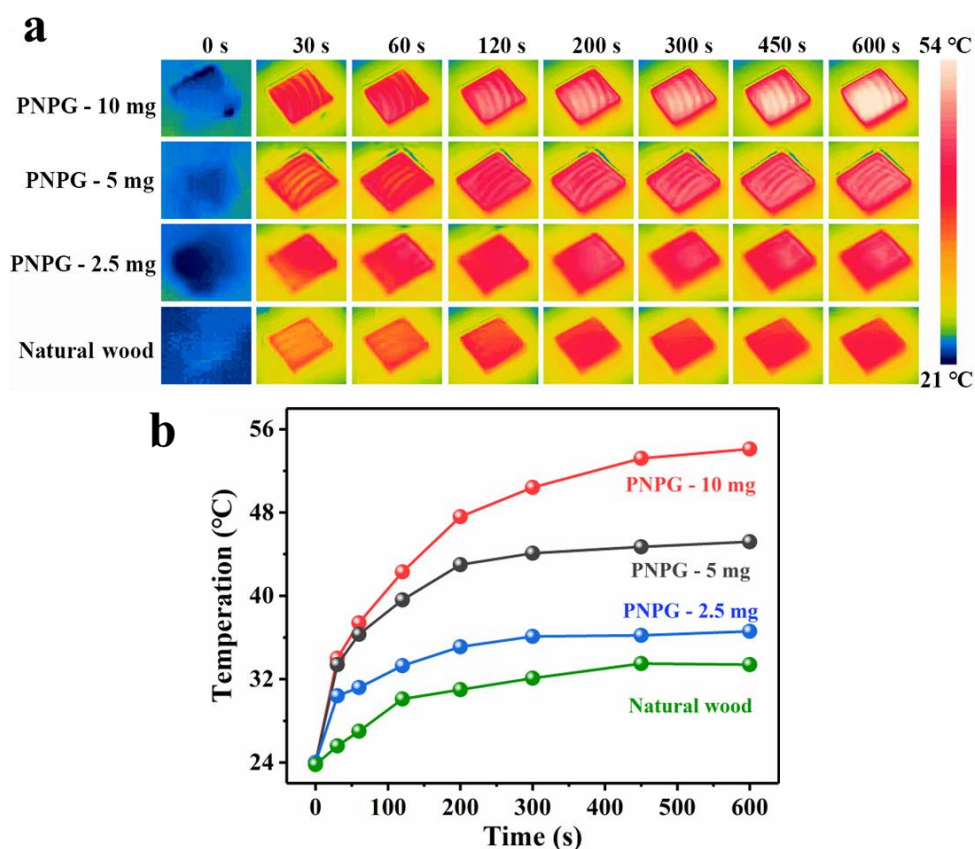 a
0 s 30 s 60 s 120 s 200 s 300 s 450 s 600 s 54 ℃
PNPG - 10 mg
PNPG - 5 mg
PNPG - 2.5 mg
Natural wood
21 ℃
b
56
48
40
32
24
Temperation (℃)
PNPG - 10 mg
PNPG - 5 mg
PNPG - 2.5 mg
Natural wood
0 100 200 300 400 500 600
Time (s)